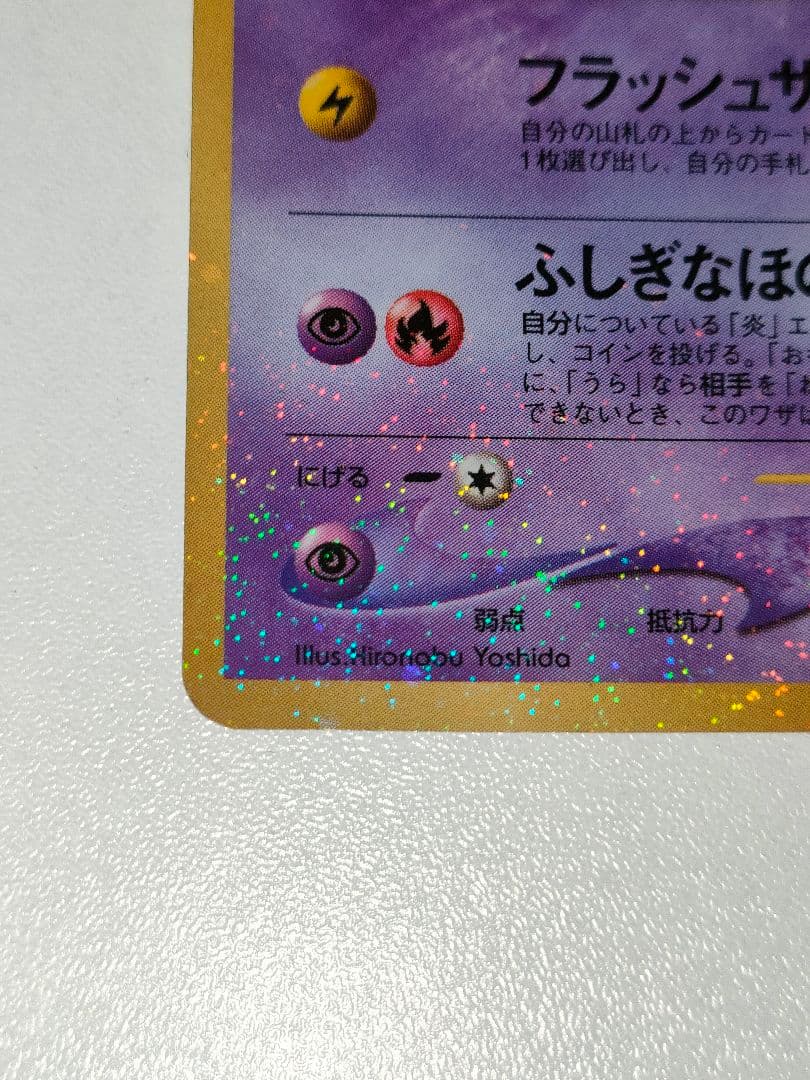 フラッシュサ
自分の山札の上からカード
1枚選び出し、自分の手札
ふしぎなほの
自分についている「炎」エ
し、コインを投げる。「お
に、「うら」なら相手を「
できないとき、このワザは
にげる
弱点 抵抗力
Illus.Hironobu Yoshida